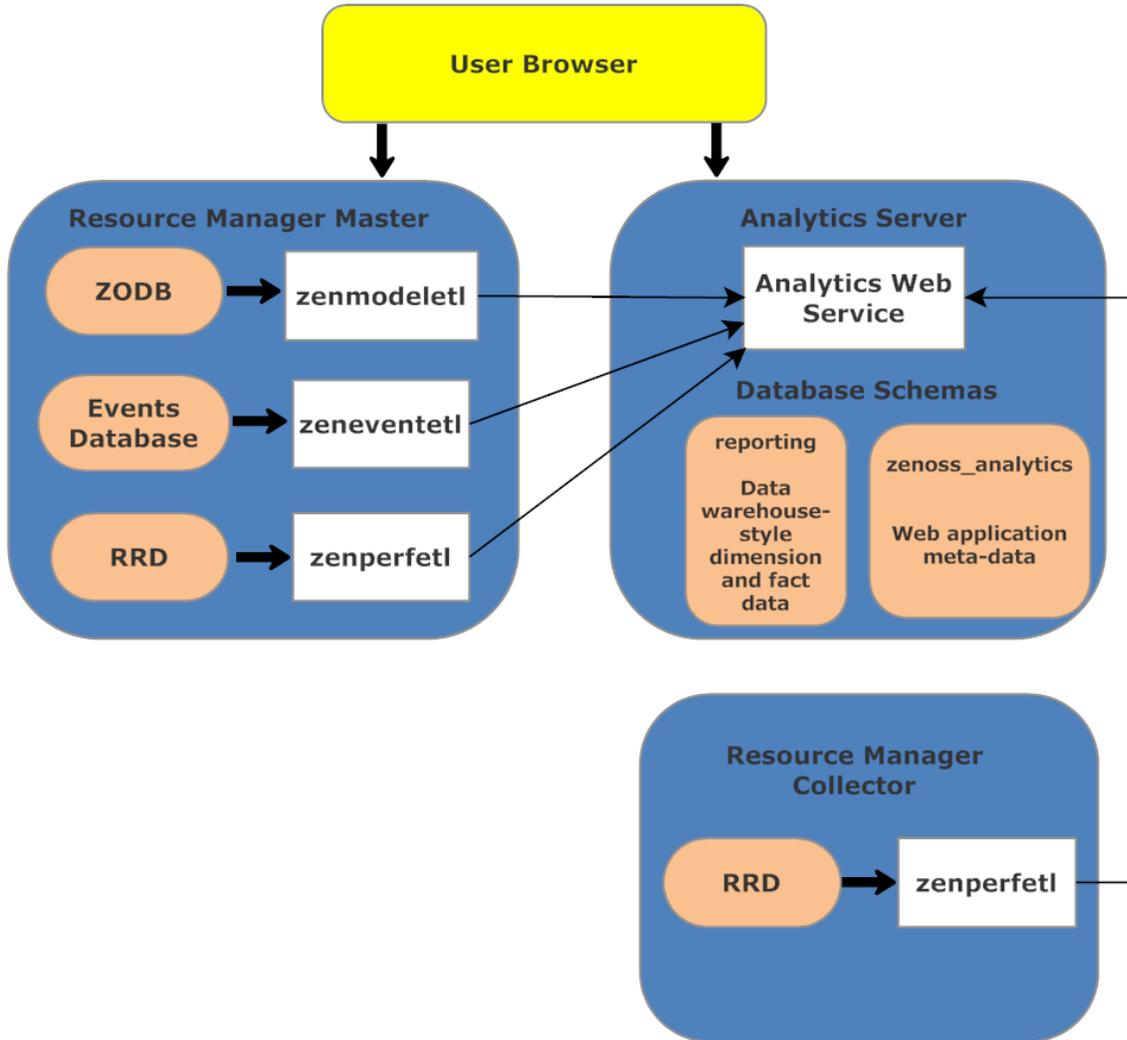 User Browser
Resource Manager Master
ZODB
zenmodeletl
Events
Database
zeneventetl
RRD
zenperfetl
Analytics Server
Analytics Web
Service
Database Schemas
reporting
Data
warehouse-
style
dimension
and fact
data
zenoss_analytics
Web application
meta-data
Resource Manager
Collector
RRD
zenperfetl